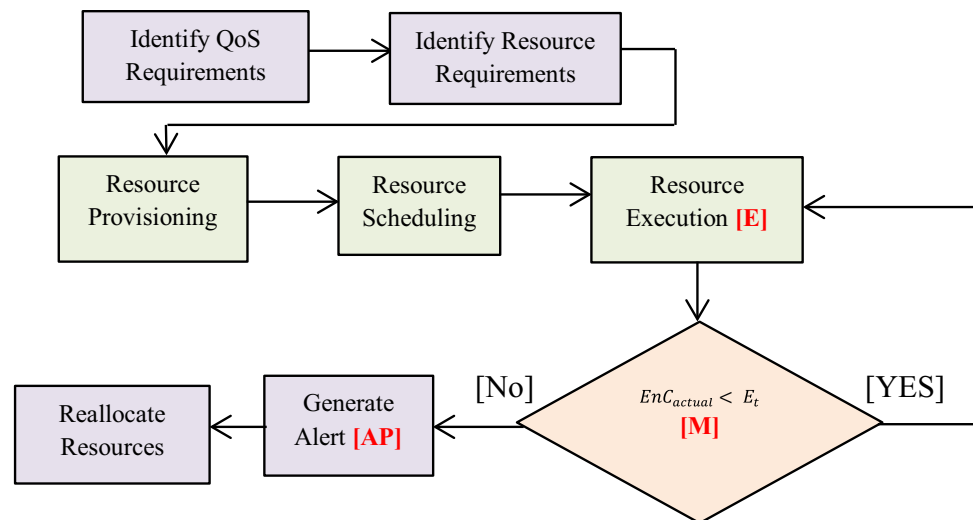 Identify QoS
Requirements
Identify Resource
Requirements
Resource
Provisioning
Resource
Scheduling
Resource
Execution [E]
[No]
EnC_actual < E_t
[M]
[YES]
Generate
Alert [AP]
Reallocate
Resources